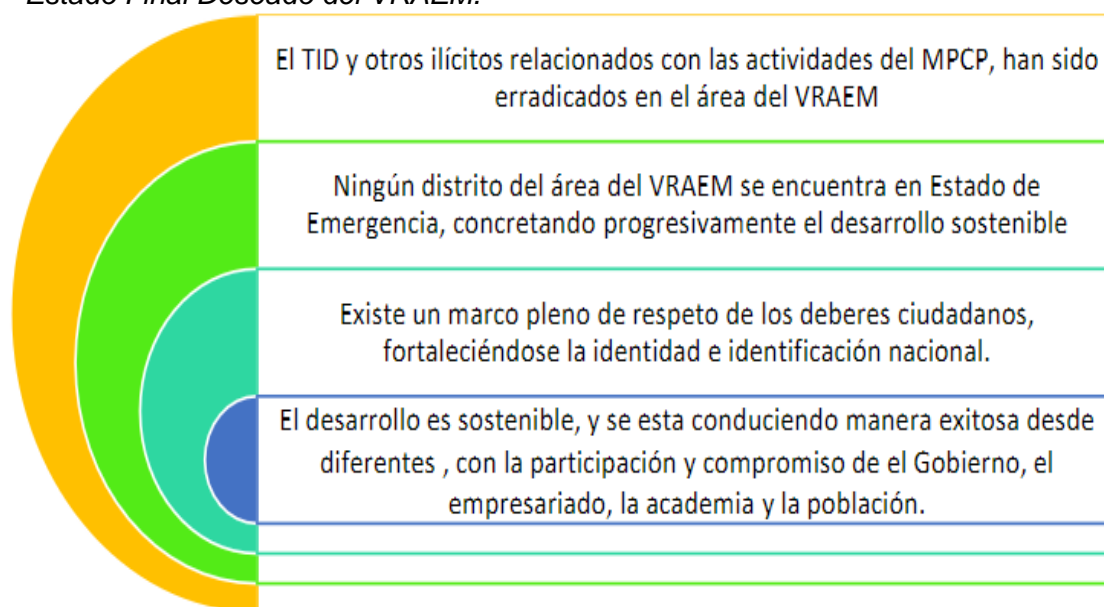 Estado Final Deseado del VRAEM.
El TID y otros ilícitos relacionados con las actividades del MPCP, han sido
erradicados en el área del VRAEM
Ningún distrito del área del VRAEM se encuentra en Estado de
Emergencia, concretando progresivamente el desarrollo sostenible
Existe un marco pleno de respeto de los deberes ciudadanos,
fortaleciéndose la identidad e identificación nacional.
El desarrollo es sostenible, y se esta conduciendo manera exitosa desde
diferentes , con la participación y compromiso de el Gobierno, el
empresariado, la academia y la población.